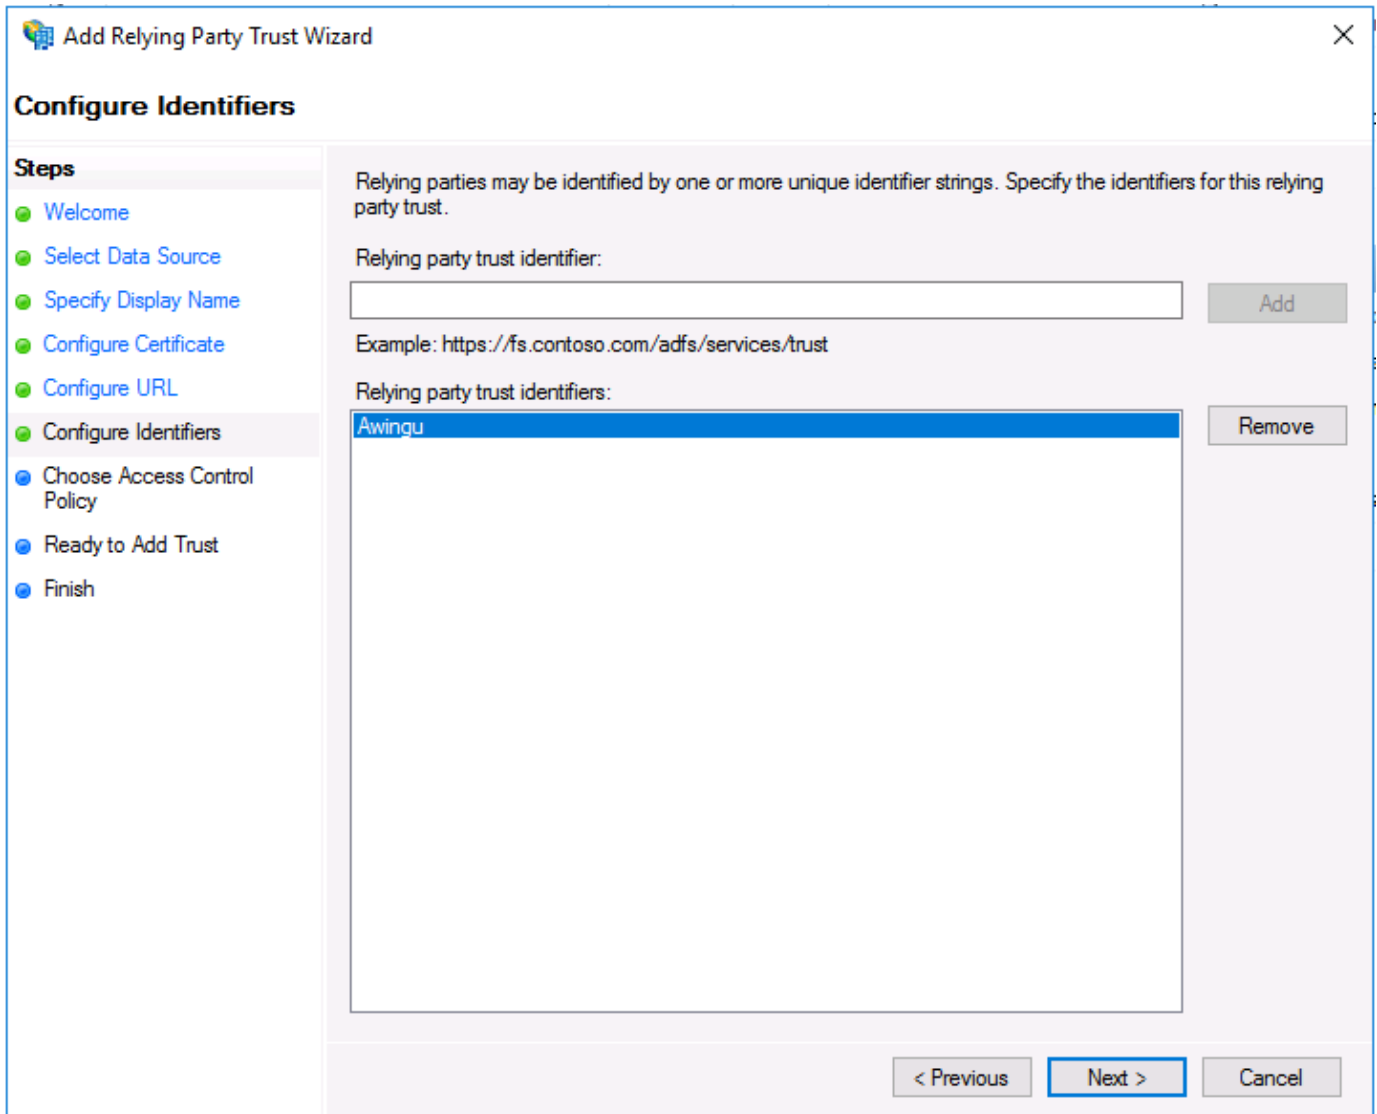 Add Relying Party Trust Wizard
Configure Identifiers
Steps
Welcome
Select Data Source
Specify Display Name
Configure Certificate
Configure URL
Configure Identifiers
Choose Access Control
Policy
Ready to Add Trust
Finish
Relying parties may be identified by one or more unique identifier strings. Specify the identifiers for this relying
party trust.
Relying party trust identifier:
Add
Example: https://fs.contoso.com/adfs/services/trust
Relying party trust identifiers:
Awingu
Remove
< Previous
Next >
Cancel